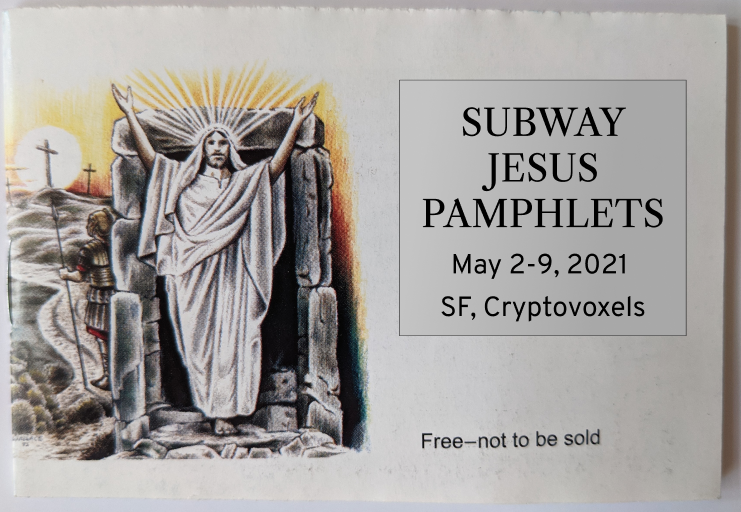 SUBWAY
JESUS
PAMPHLETS
May 2-9, 2021
SF, Cryptovoxels
Free—not to be sold